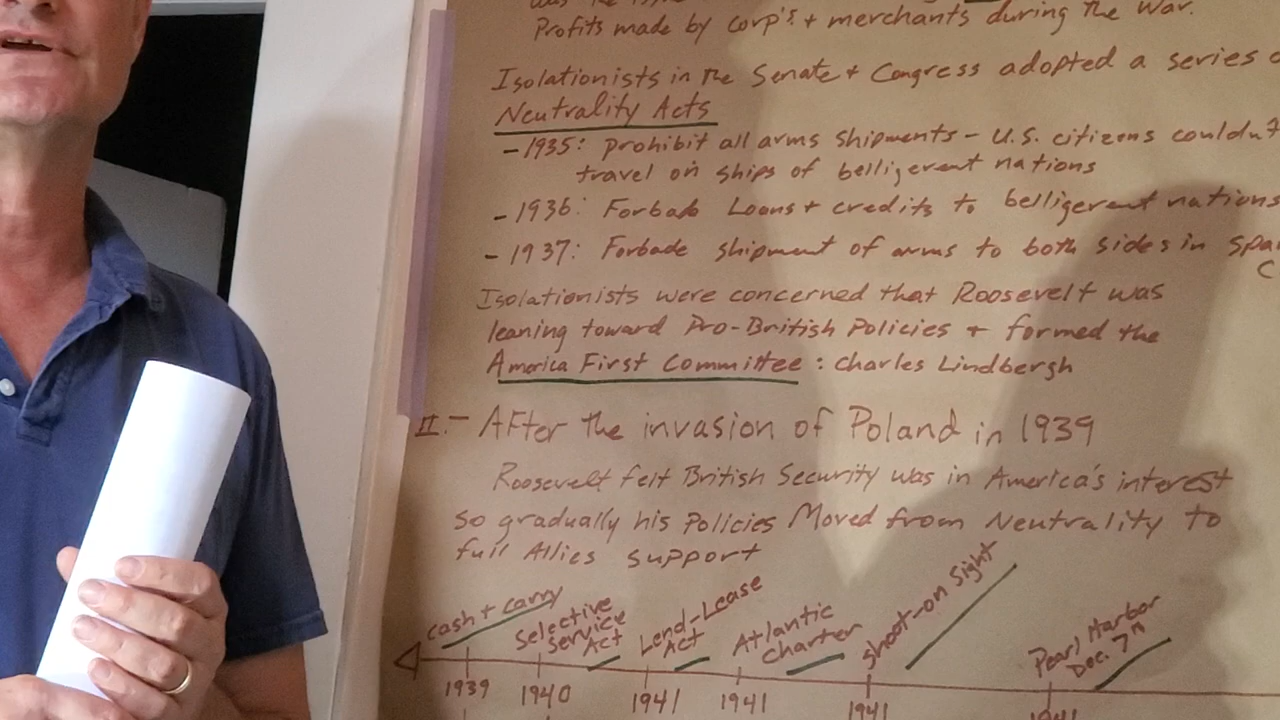 was the
Profits made by Corp's + merchants during the War.
Isolationists in the Senate + Congress adopted a series
Neutrality Acts
- 1935: prohibit all arms shipments - U.S. citizens couldn't
travel on ships of belligerent nations
- 1936: Forbab Loans + credits to belligerent nations
- 1937: Forbade shipment of arms to both sides in Spa
C
Isolationists were concerned that Roosevelt was
leaning toward Pro-British Policies + formed the
America First Committee : Charles Lindbergh
II.- After the invasion of Poland in 1939
Roosevelt felt British Security was in America's interest
so gradually his Policies Moved from Neutrality to
full Allies support
cash + carry
Selective
Service
Act
Lend-Lease
Act
Atlantic
Charter
Shoot-on Sight
Pearl Harbor
Dec. 7th
1939 1940 1941 1941 1941 1941